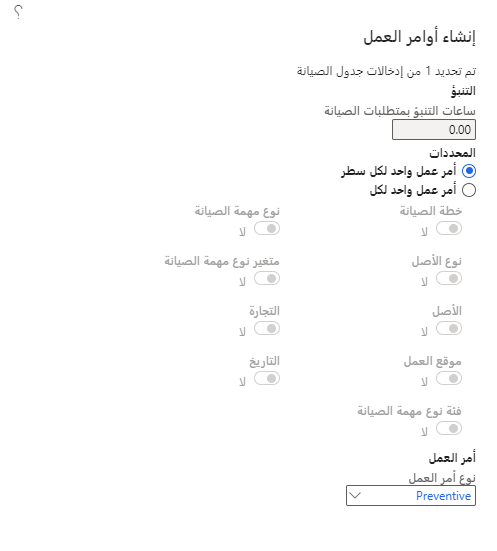 ؟
إنشاء أوامر العمل
تم تحديد 1 من إدخالات جدول الصيانة
التنبؤ
ساعات التنبؤ بمتطلبات الصيانة
0.00
المحددات
أمر عمل واحد لكل سطر
أمر عمل واحد لكل
خطة الصيانة
لا
نوع الأصل
لا
الأصل
لا
موقع العمل
لا
فئة نوع مهمة الصيانة
لا
نوع مهمة الصيانة
لا
متغير نوع مهمة الصيانة
لا
التجارة
لا
التاريخ
لا
أمر العمل
نوع أمر العمل
Preventive